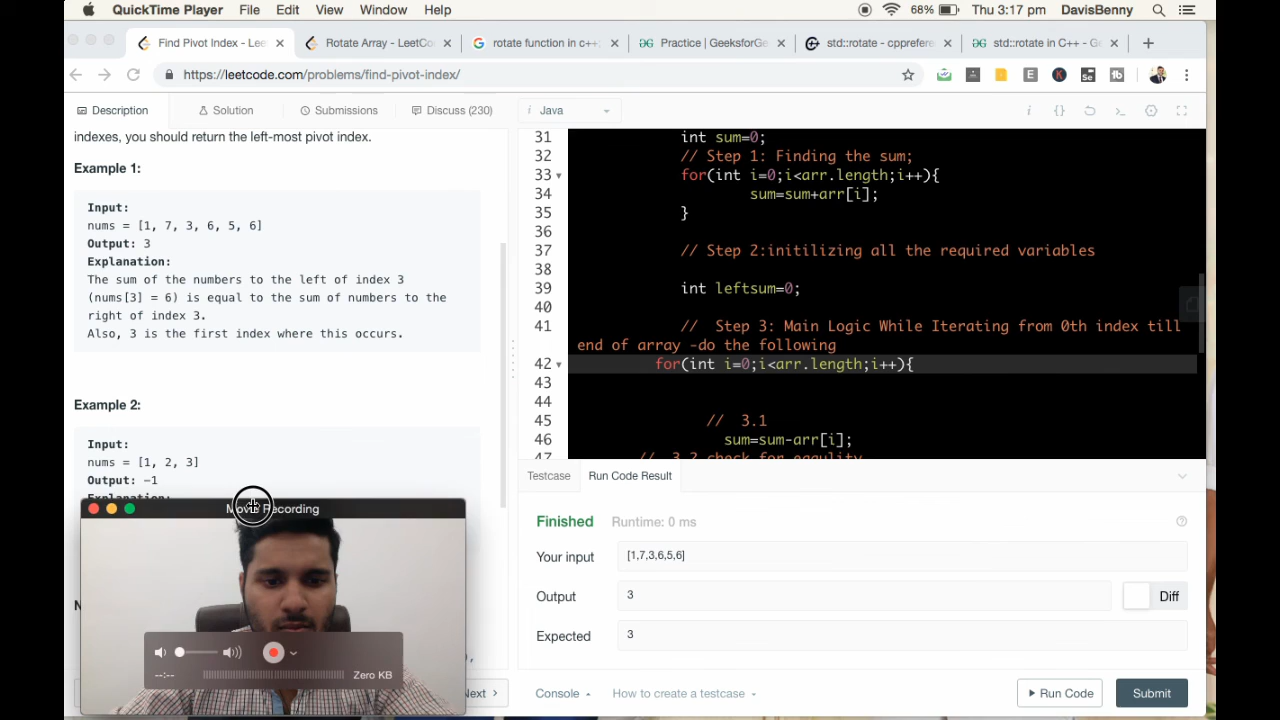 QuickTime Player File Edit View Window Help 68% Thu 3:17 pm DavisBenny
Find Pivot Index - Lee Rotate Array - LeetCo rotate function in c++ Practice | GeeksforGe std::rotate - cppreferer std::rotate in C++ - Ge
https://leetcode.com/problems/find-pivot-index/
Description Solution Submissions Discuss (230) i Java
indexes, you should return the left-most pivot index.
Example 1:
Input:
nums = [1, 7, 3, 6, 5, 6]
Output: 3
Explanation:
The sum of the numbers to the left of index 3
(nums[3] = 6) is equal to the sum of numbers to the
right of index 3.
Also, 3 is the first index where this occurs.
Example 2:
Input:
nums = [1, 2, 3]
Output: -1
Explanation:
Movie Recording
--:-- Zero KB
Next
31 int sum=0;
32 // Step 1: Finding the sum;
33 for(int i=0;i<arr.length;i++){
34 sum=sum+arr[i];
35 }
36
37 // Step 2:initilizing all the required variables
38
39 int leftsum=0;
40
41 // Step 3: Main Logic While Iterating from 0th index till
end of array -do the following
42 for(int i=0;i<arr.length;i++){
43
44
45 // 3.1
46 sum=sum-arr[i];
47 // 3.2 check for equality
Testcase Run Code Result
Finished Runtime: 0 ms
Your input [1,7,3,6,5,6]
Output 3 Diff
Expected 3
Console How to create a testcase Run Code Submit